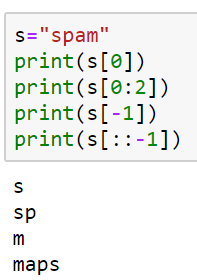 s="spam"
print(s[0])
print(s[0:2])
print(s[-1])
print(s[::-1])
s
sp
m
maps